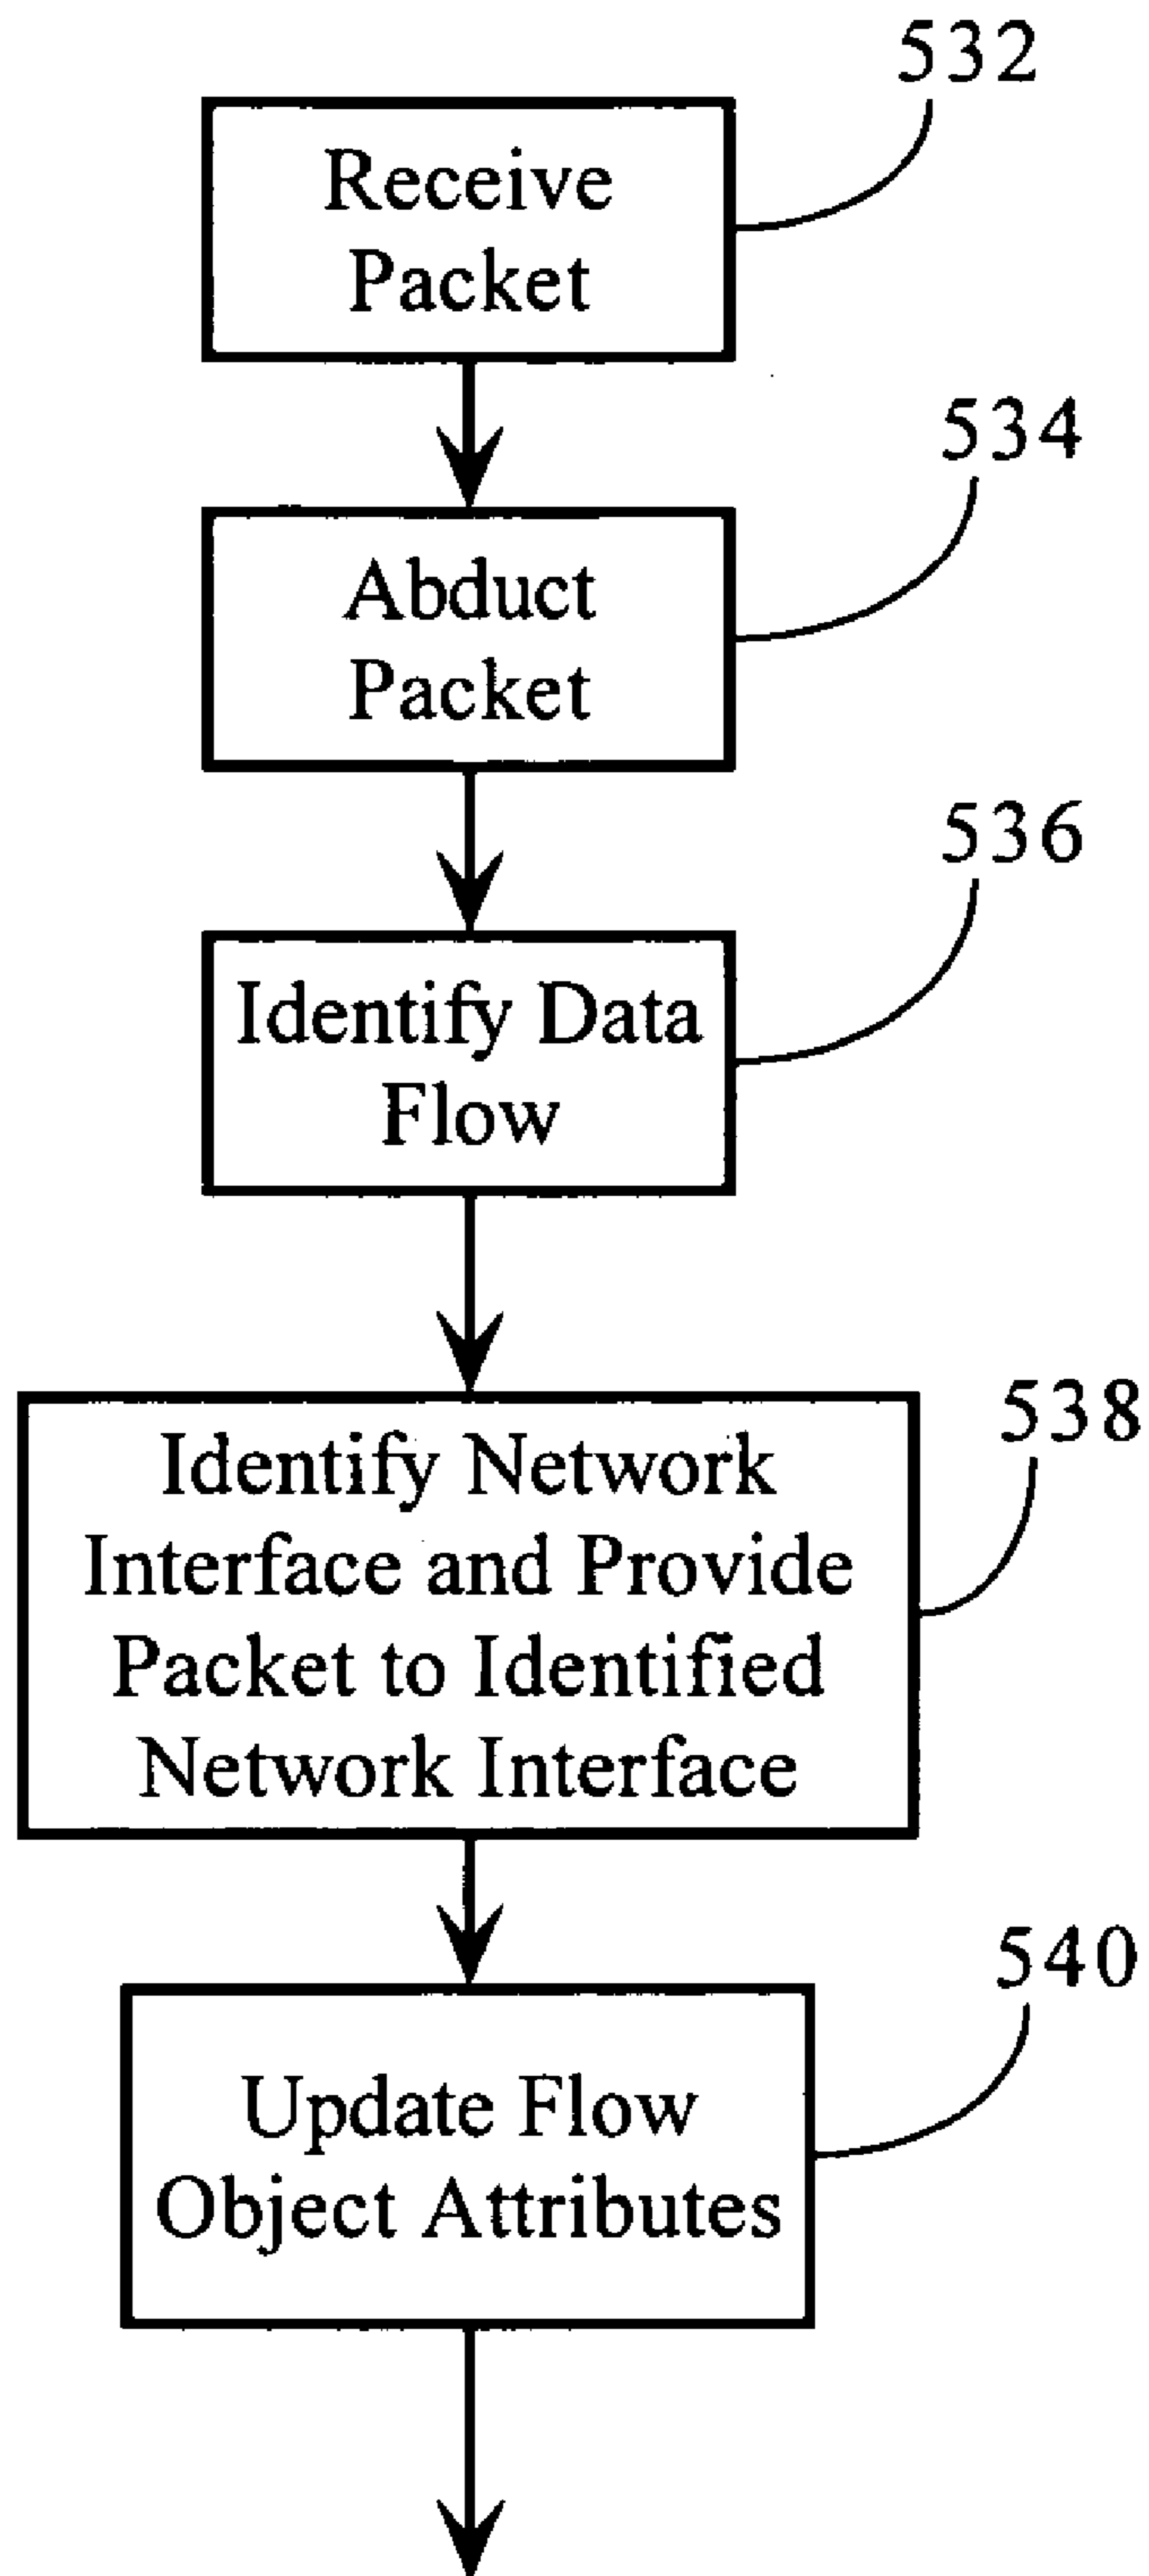 532
Receive
Packet
534
Abduct
Packet
536
Identify Data
Flow
538
Identify Network
Interface and Provide
Packet to Identified
Network Interface
540
Update Flow
Object Attributes